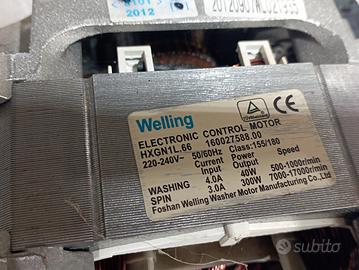 2012
Welling
ELECTRONIC CONTROL MOTOR
HXGN1L.66 160027588.00
220-240V~ 50/60Hz Class:155/180
Input Current Output Power Speed
WASHING 4.0A 40W 500-1000r/min
SPIN 3.0A 300W 7000-17000r/min
Foshan Welling Washer Motor Manufacturing Co.,Ltd
subito